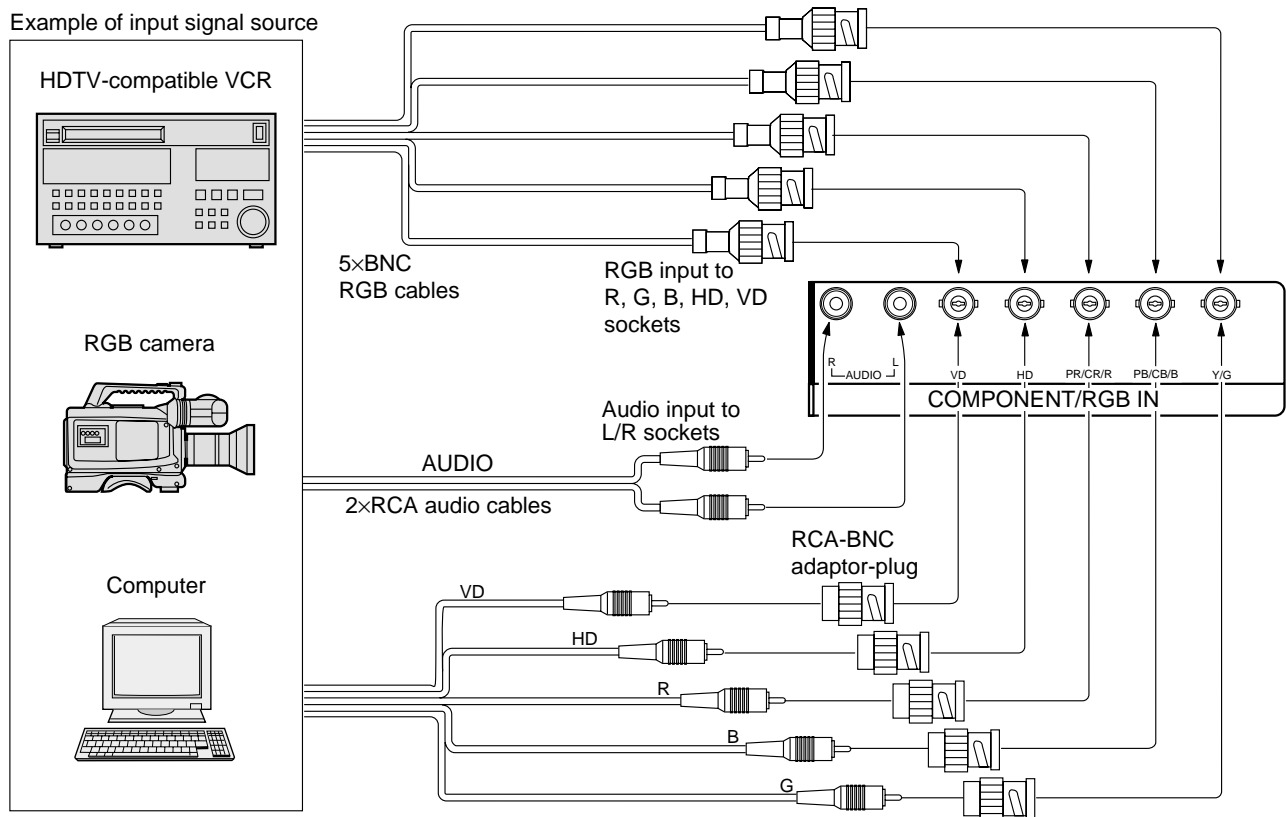 Example of input signal source
HDTV-compatible VCR
5×BNC
RGB cables
RGB input to
R, G, B, HD, VD
sockets
R
L
AUDIO
VD
HD
PR/CR/R
PB/CB/B
Y/G
COMPONENT/RGB IN
RGB camera
Audio input to
L/R sockets
AUDIO
2×RCA audio cables
RCA-BNC
adaptor-plug
Computer
VD
HD
R
B
G